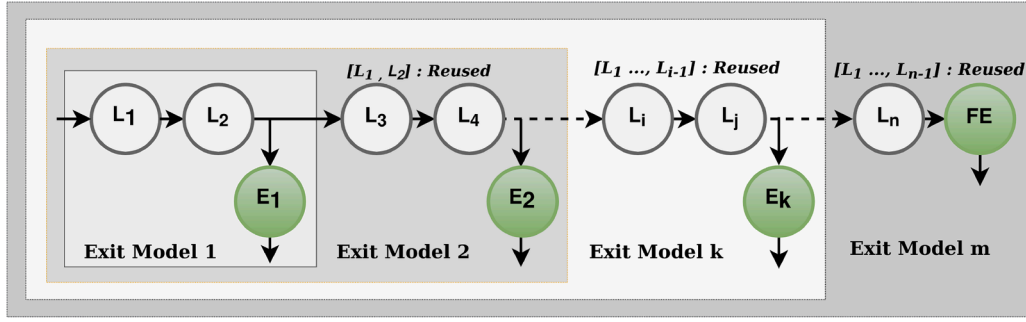 [L1 , L2] : Reused
[L1 ..., Li-1] : Reused
[L1 ..., Ln-1] : Reused
L1
L2
L3
L4
Li
Lj
Ln
FE
E1
E2
Ek
Exit Model 1
Exit Model 2
Exit Model k
Exit Model m